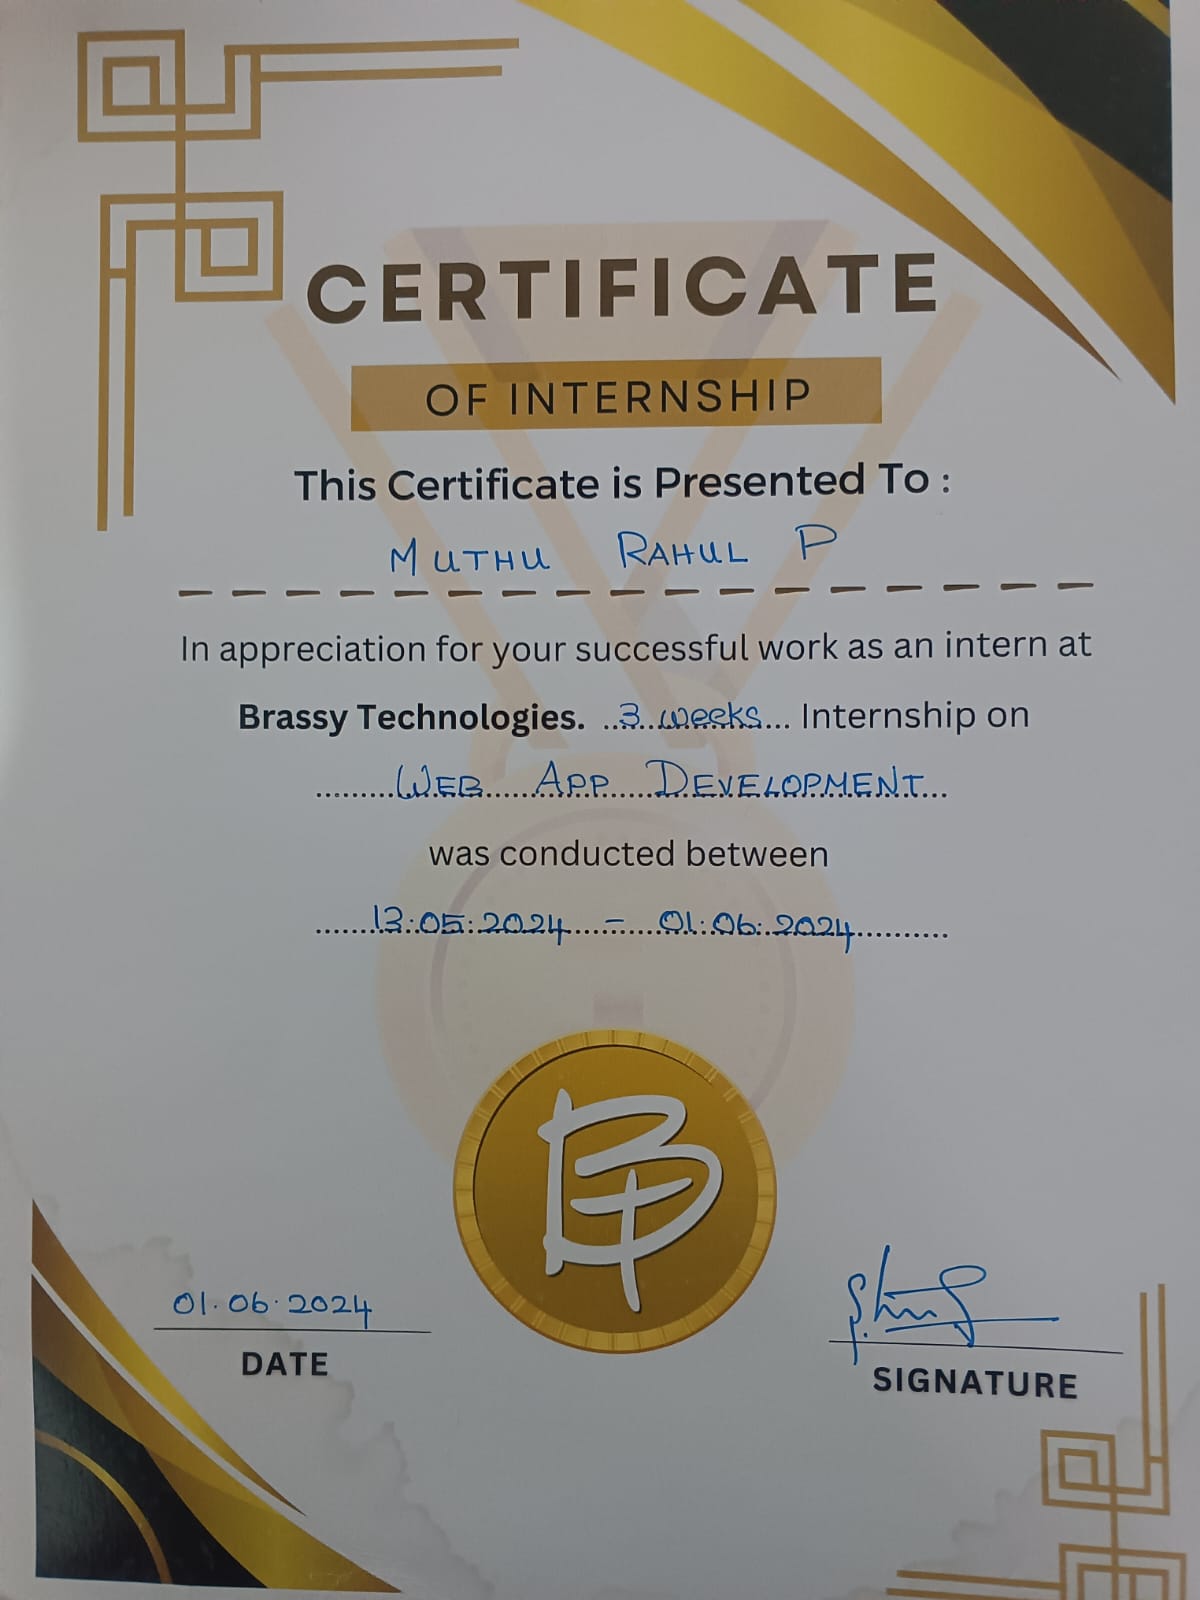 CERTIFICATE
OF INTERNSHIP
This Certificate is Presented To :
MUTHU RAHUL P
In appreciation for your successful work as an intern at
Brassy Technologies. ..3..weeks... Internship on
.........WEB.....APP.....DEVELOPMENT...
was conducted between
......13.05.2024....-....01.06.2024..........
BT
01.06.2024
DATE
SIGNATURE